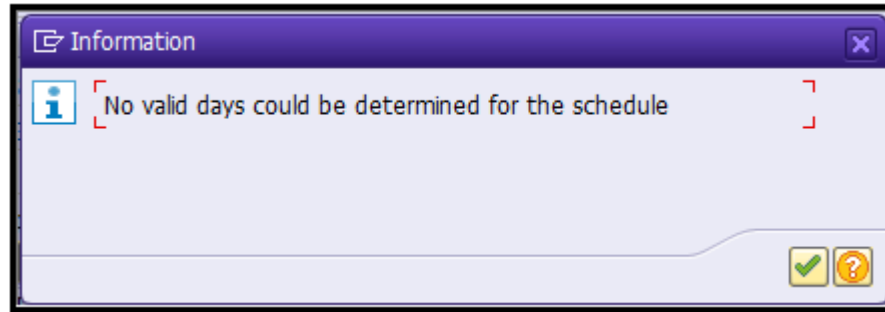 Information
No valid days could be determined for the schedule